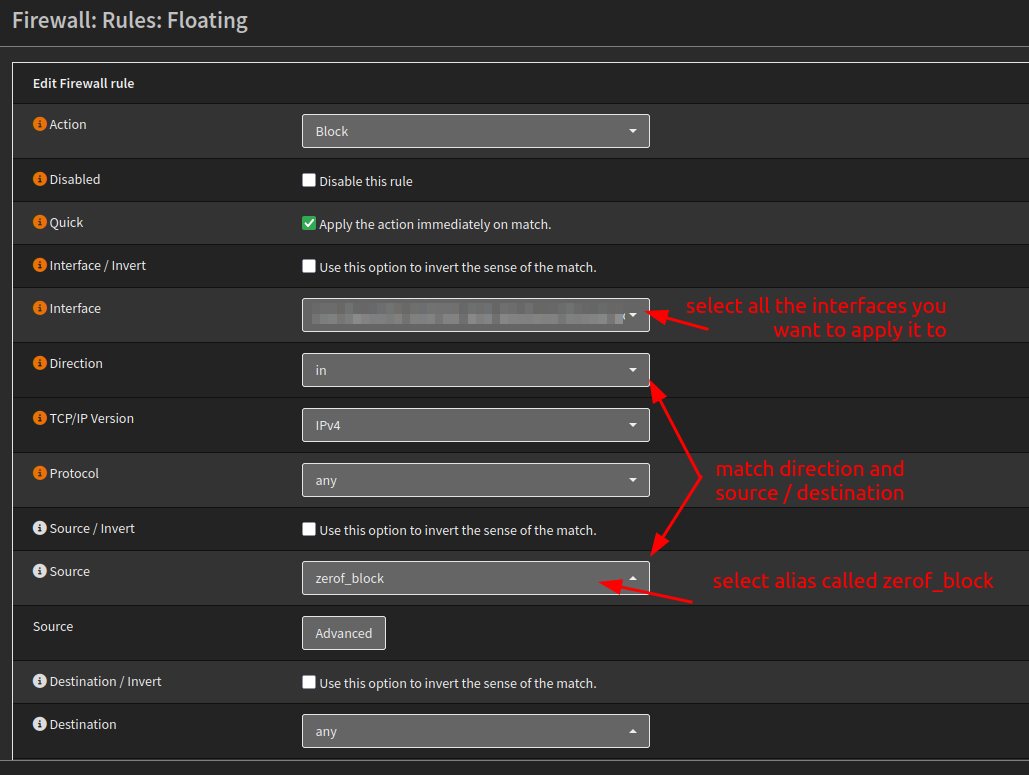 Firewall: Rules: Floating
Edit Firewall rule
Action
Block
Disabled
Disable this rule
Quick
Apply the action immediately on match.
Interface / Invert
Use this option to invert the sense of the match.
Interface
select all the interfaces you
want to apply it to
Direction
in
TCP/IP Version
IPv4
Protocol
any
match direction and
source / destination
Source / Invert
Use this option to invert the sense of the match.
Source
zerof_block
select alias called zerof_block
Source
Advanced
Destination / Invert
Use this option to invert the sense of the match.
Destination
any